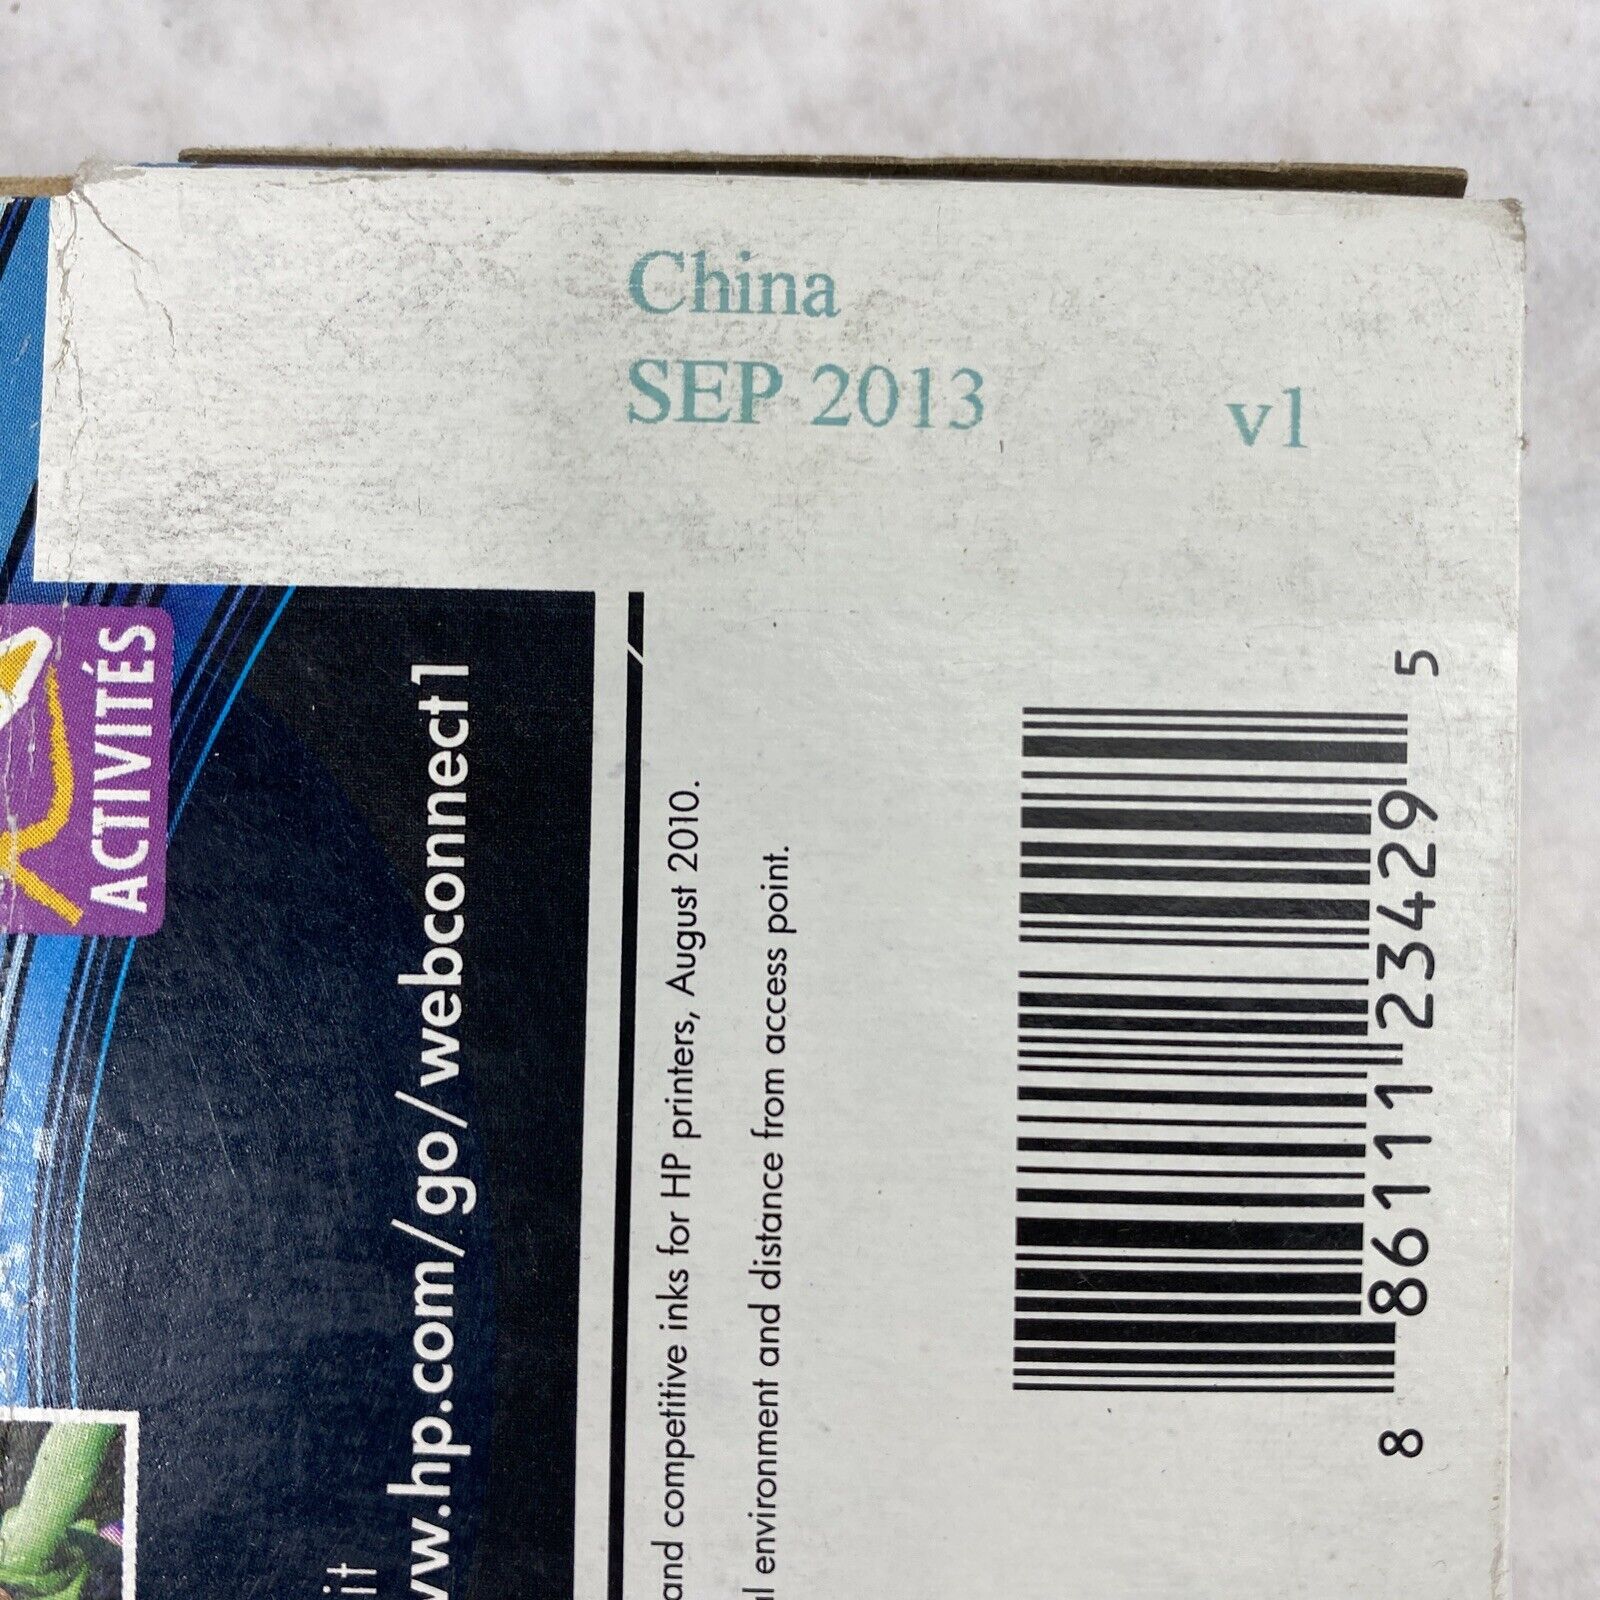 China
SEP 2013 v1
ACTIVITÉS
www.hp.com/go/webconnect1
and competitive inks for HP printers, August 2010.
environment and distance from access point.
8 86111 23429 5